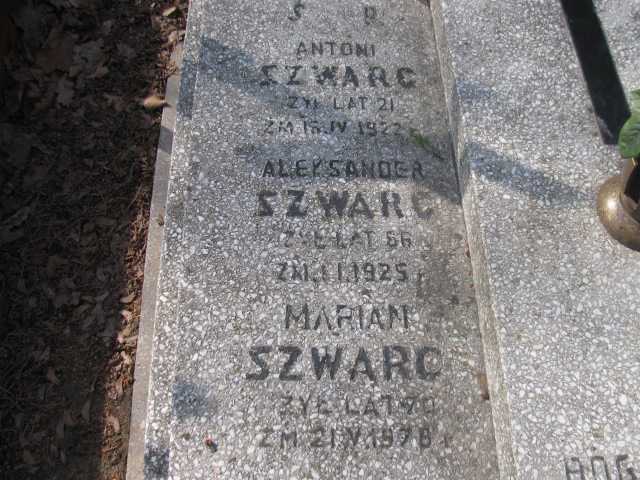 Ś P.
ANTONI
SZWARC
ŻYŁ LAT 21
ZM. 15.IV.1922 r.
ALEKSANDER
SZWARC
ŻYŁ LAT 56
ZM. 1.I.1925 r.
MARIAN
SZWARC
ŻYŁ LAT 70
ZM. 21.V.1978 r.